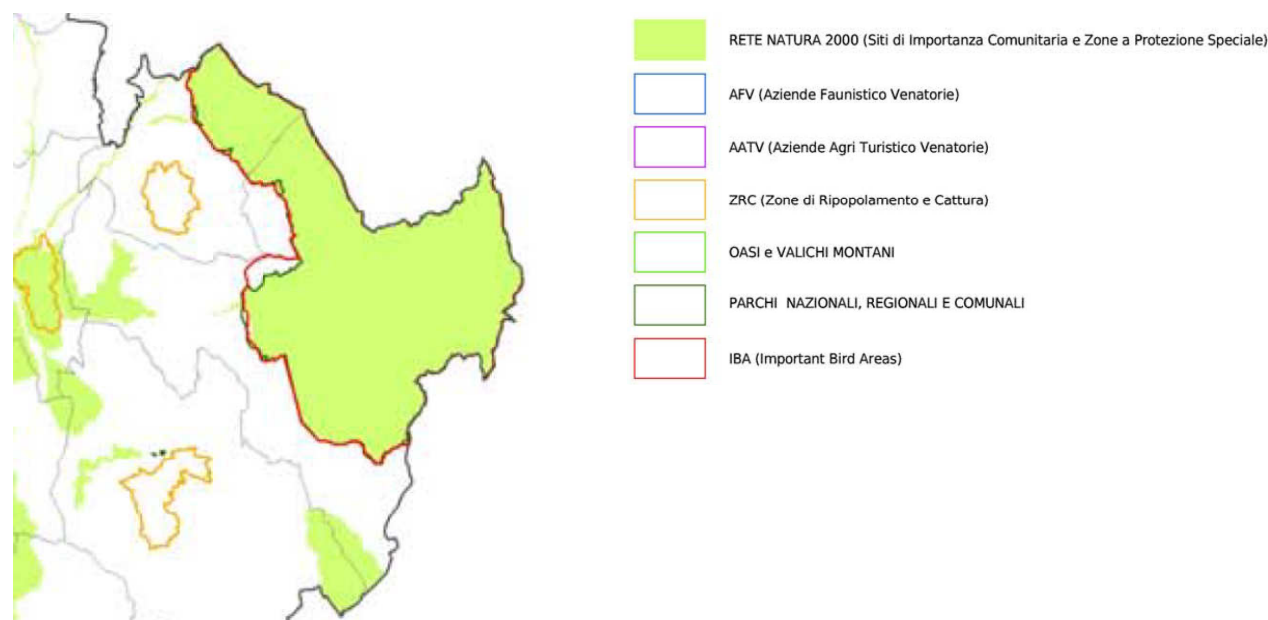 RETE NATURA 2000 (Siti di Importanza Comunitaria e Zone a Protezione Speciale)
AFV (Aziende Faunistico Venatorie)
AATV (Aziende Agri Turistico Venatorie)
ZRC (Zone di Ripopolamento e Cattura)
OASI e VALICHI MONTANI
PARCHI NAZIONALI, REGIONALI E COMUNALI
IBA (Important Bird Areas)